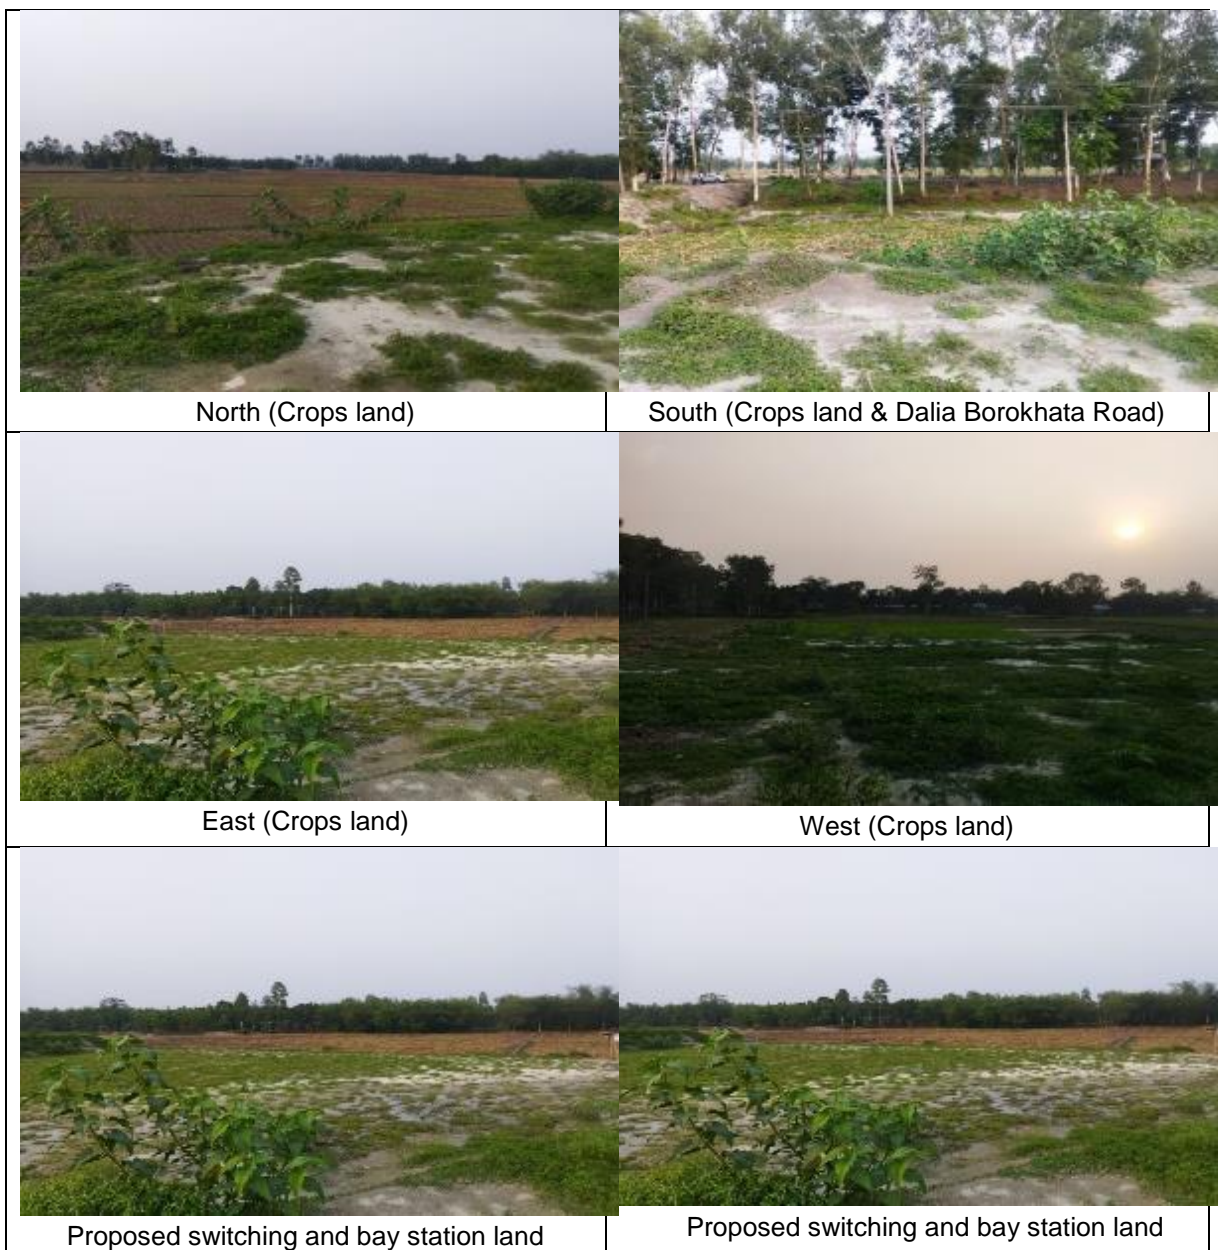 North (Crops land)
South (Crops land & Dalia Borokhata Road)
East (Crops land)
West (Crops land)
Proposed switching and bay station land
Proposed switching and bay station land